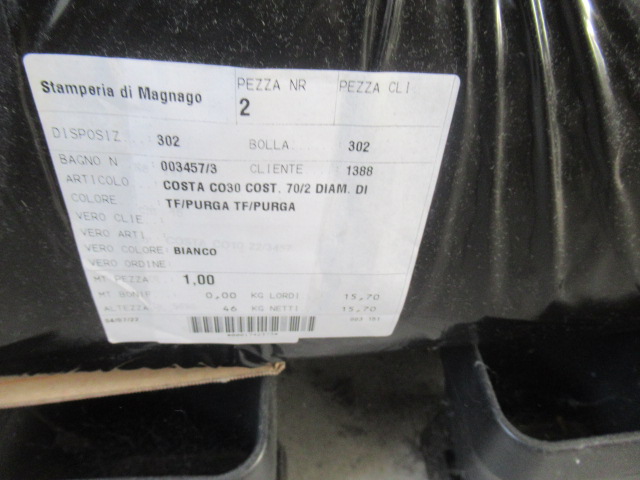 Stamperia di Magnago PEZZA NR PEZZA CLI
2
DISPOSIZ. 302 BOLLA 302
BAGNO N 003457/3 CLIENTE 1388
ARTICOLO COSTA CO30 COST. 70/2 DIAM. DI
COLORE TF/PURGA TF/PURGA
VERO CLIE
VERO ARTI
VERO COLORE BIANCO
VERO ORDINE
MT PEZZA 1,00
MT BONIF 0,00 KG LORDI 15,70
ALTEZZA 46 KG NETTI 15,70